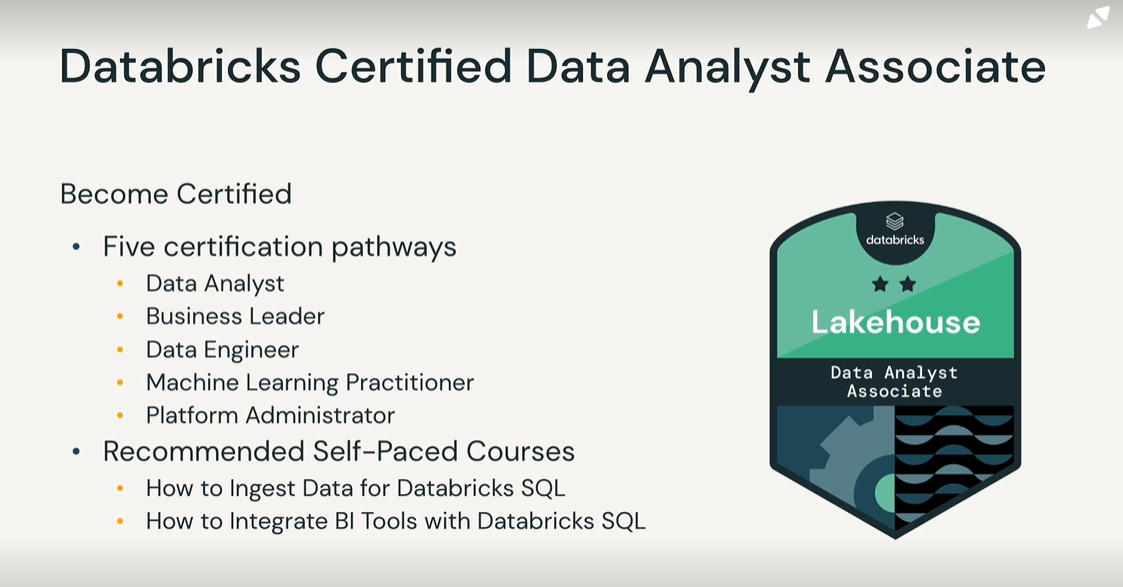 Databricks Certified Data Analyst Associate
Become Certified
• Five certification pathways
• Data Analyst
• Business Leader
• Data Engineer
• Machine Learning Practitioner
• Platform Administrator
• Recommended Self-Paced Courses
• How to Ingest Data for Databricks SQL
• How to Integrate BI Tools with Databricks SQL
databricks
Lakehouse
Data Analyst
Associate